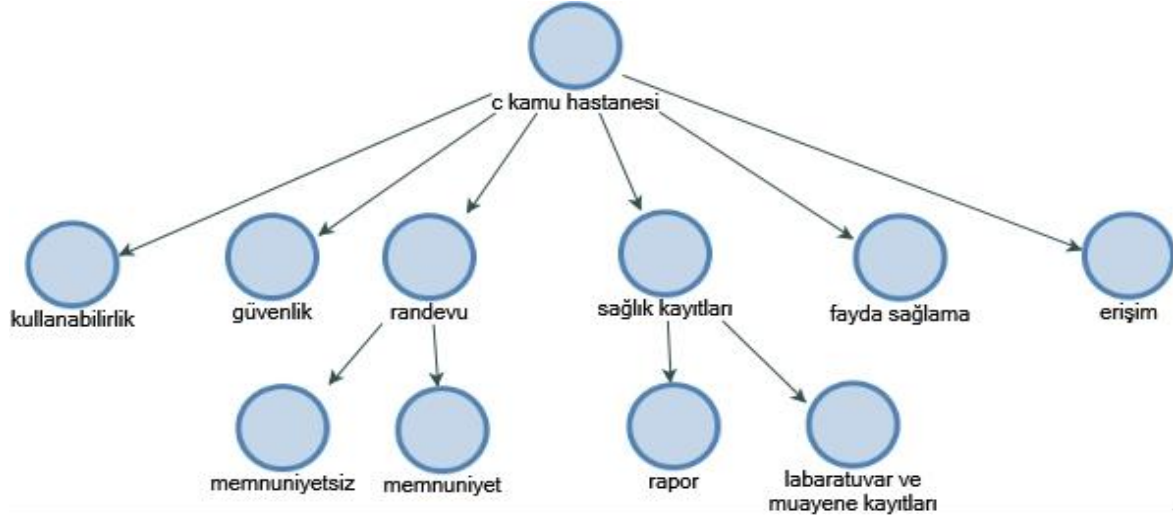 c kamu hastanesi
kullanabilirlik
güvenlik
randevu
sağlık kayıtları
fayda sağlama
erişim
memnuniyetsiz
memnuniyet
rapor
labaratuvar ve
muayene kayıtları